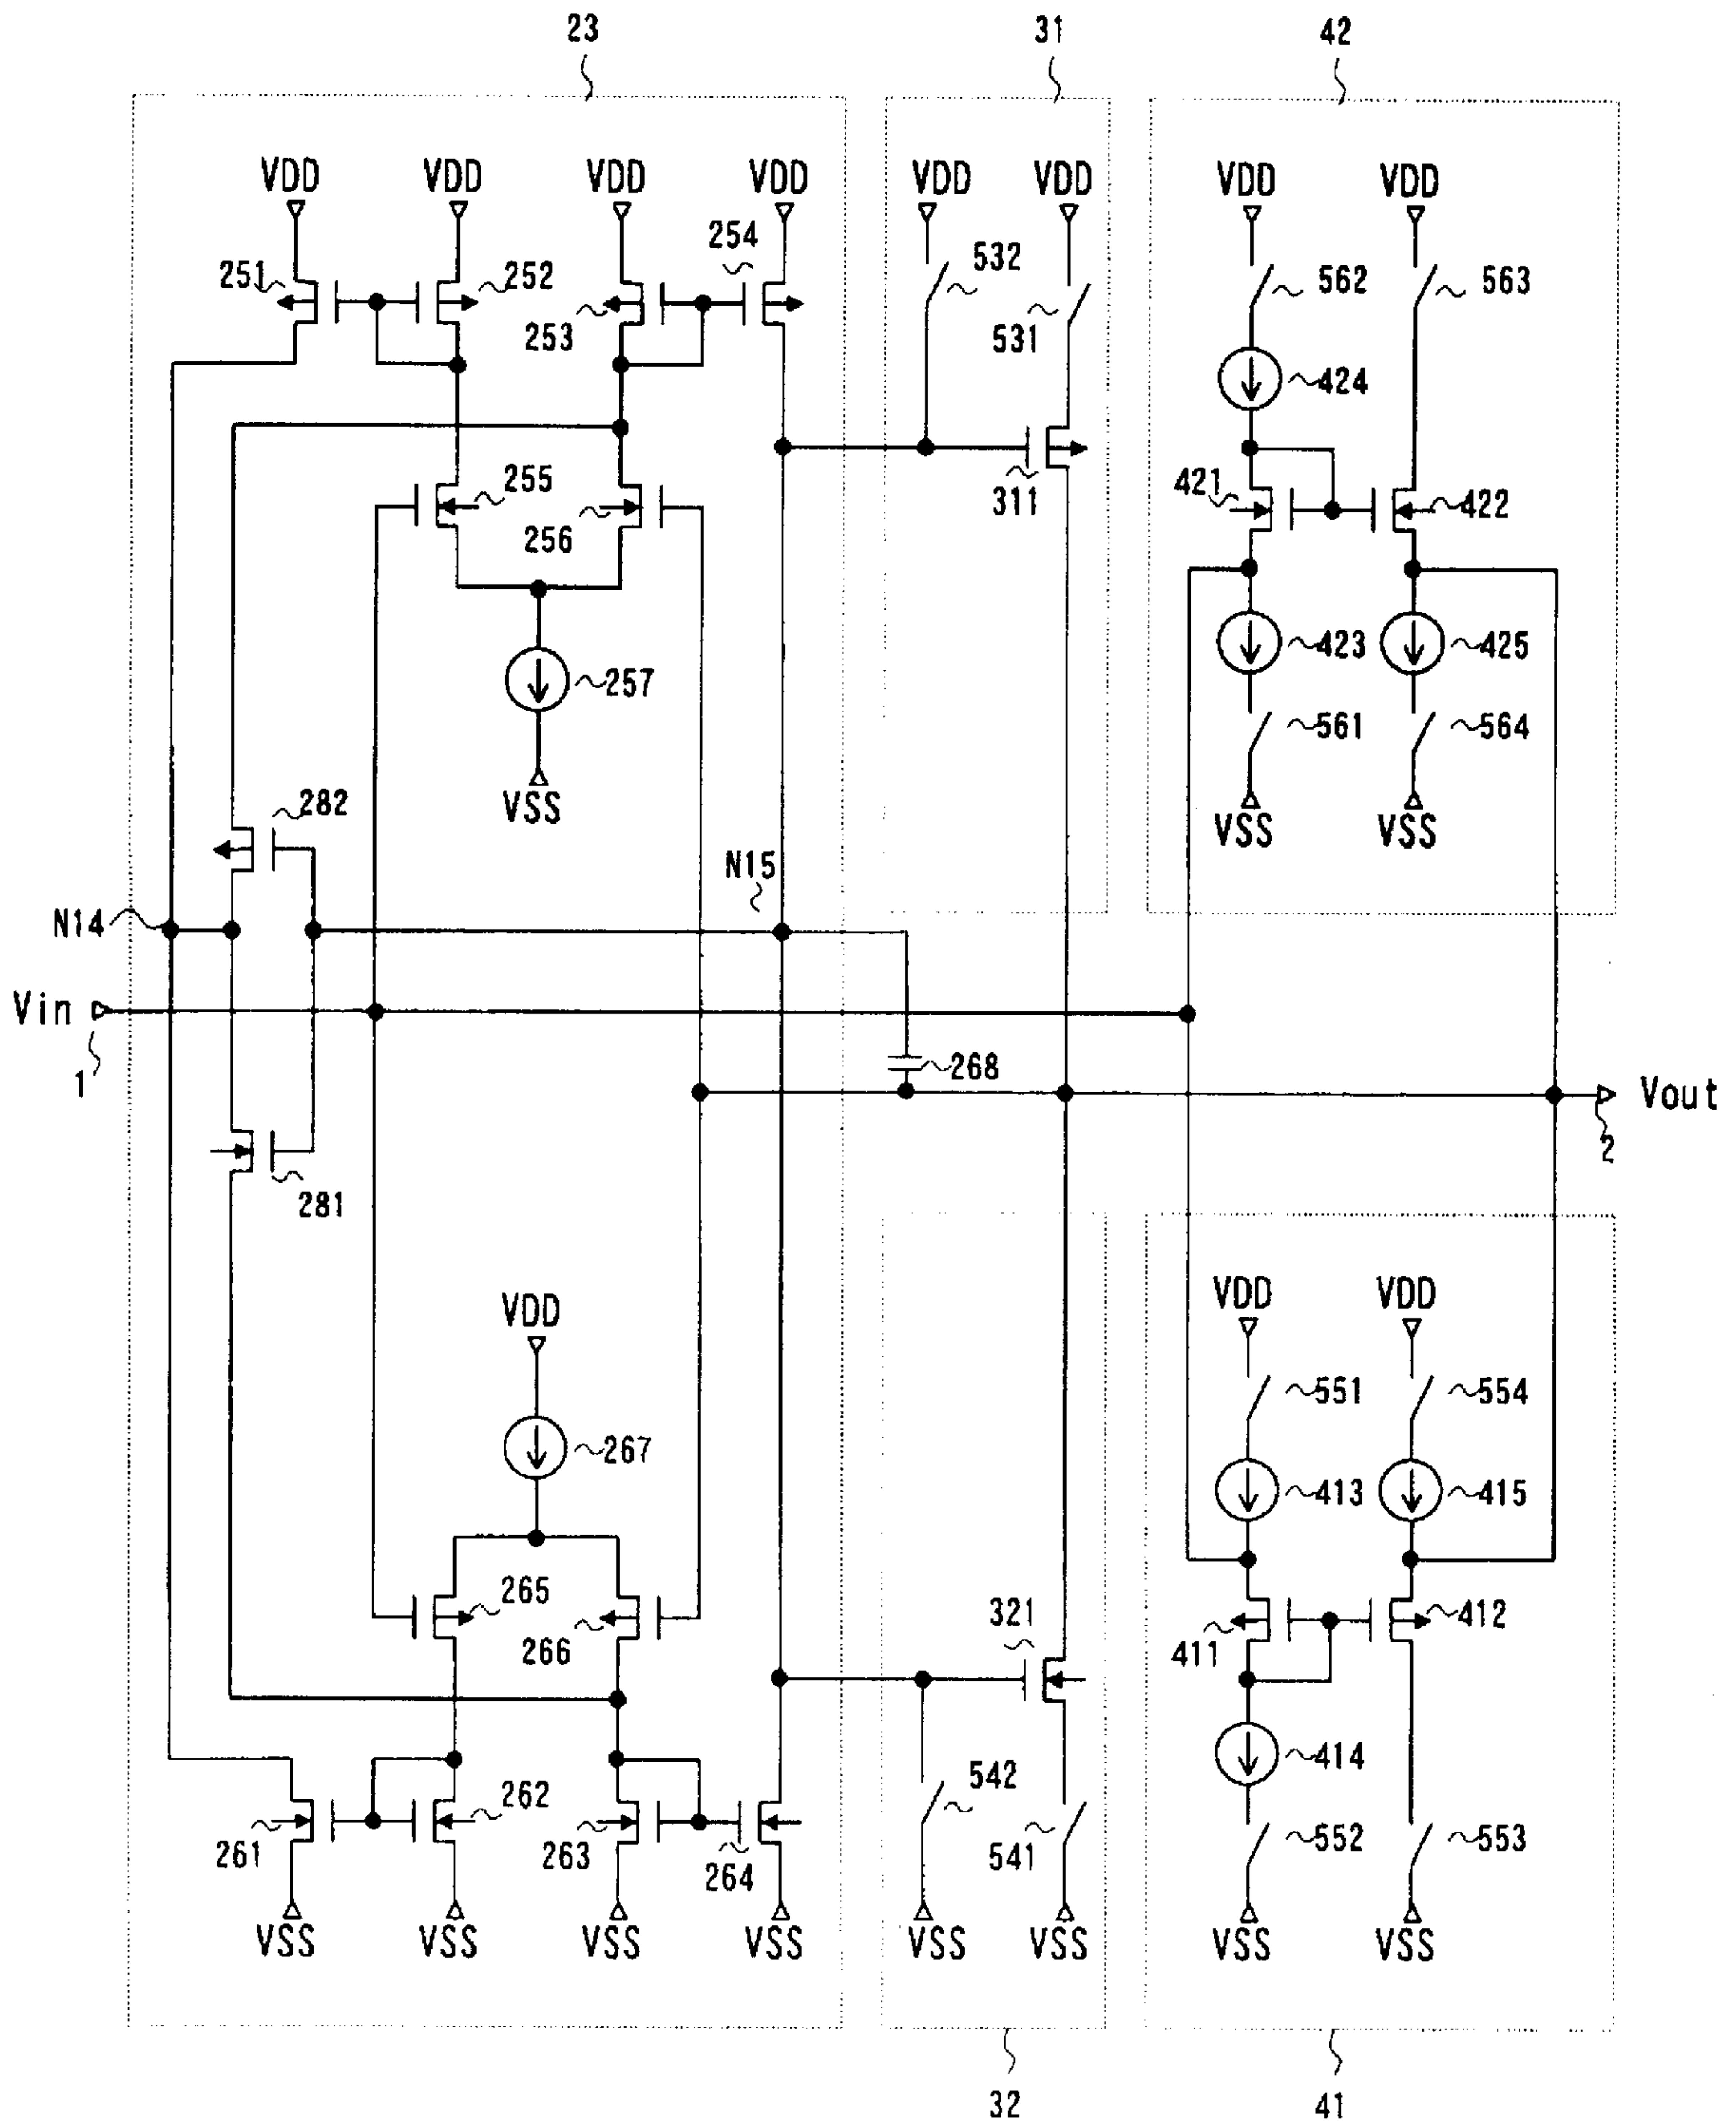 23 31 42
VDD VDD VDD VDD VDD VDD VDD VDD
254
251 252 532 562 563
253 531
424
255 421 422
256 311
257 423 425
561 564
VSS VSS VSS
282
N15
N14
Vin
1
268
Vout
2
281
VDD VDD VDD
551 554
267 413 415
265 321 412
266 411
414
542
262 552 553
261 263 264 541
VSS VSS VSS VSS VSS VSS VSS VSS
32 41